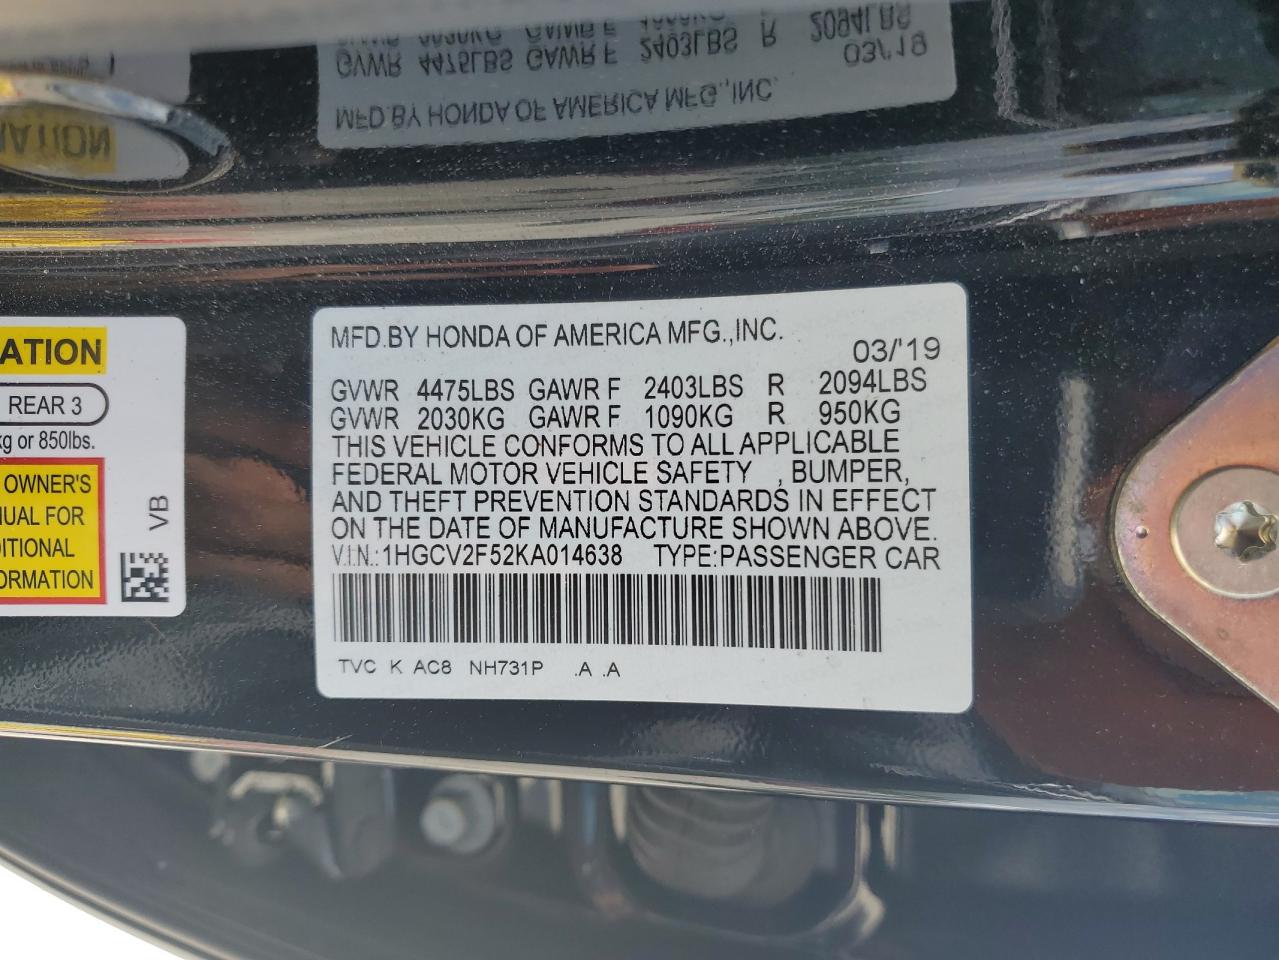 MFD.BY HONDA OF AMERICA MFG.,INC.
03/'19
GVWR 4475LBS GAWR F 2403LBS R 2094LBS
GVWR 2030KG GAWR F 1090KG R 950KG
THIS VEHICLE CONFORMS TO ALL APPLICABLE
FEDERAL MOTOR VEHICLE SAFETY , BUMPER,
AND THEFT PREVENTION STANDARDS IN EFFECT
ON THE DATE OF MANUFACTURE SHOWN ABOVE.
V.I.N.:1HGCV2F52KA014638 TYPE:PASSENGER CAR
TVC K AC8 NH731P .A .A
ATION
REAR 3
kg or 850lbs.
OWNER'S
NUAL FOR
DITIONAL
FORMATION
VB
GVWR 4475LBS GAWR F 2403LBS R 2094LBS
03/'19
MFD.BY HONDA OF AMERICA MFG.,INC.